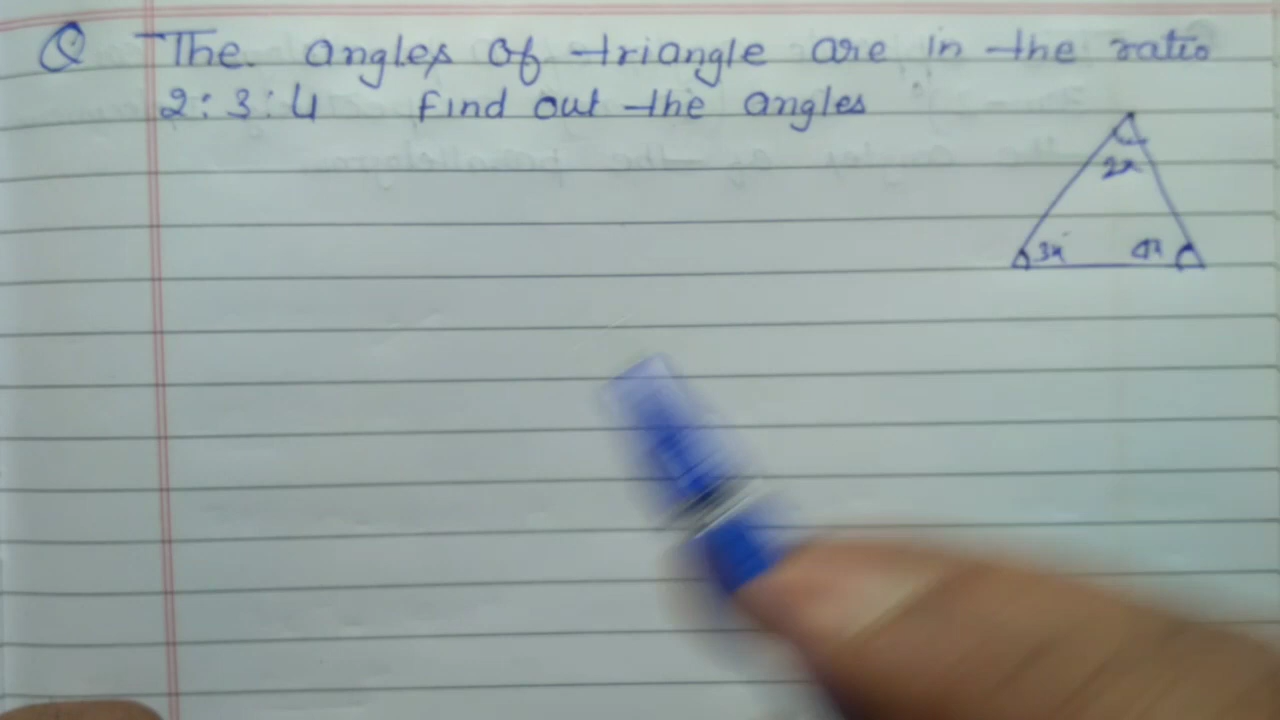 Q The angles of triangle are in the ratio
2:3:4 find out the angles
2x
3x 4x